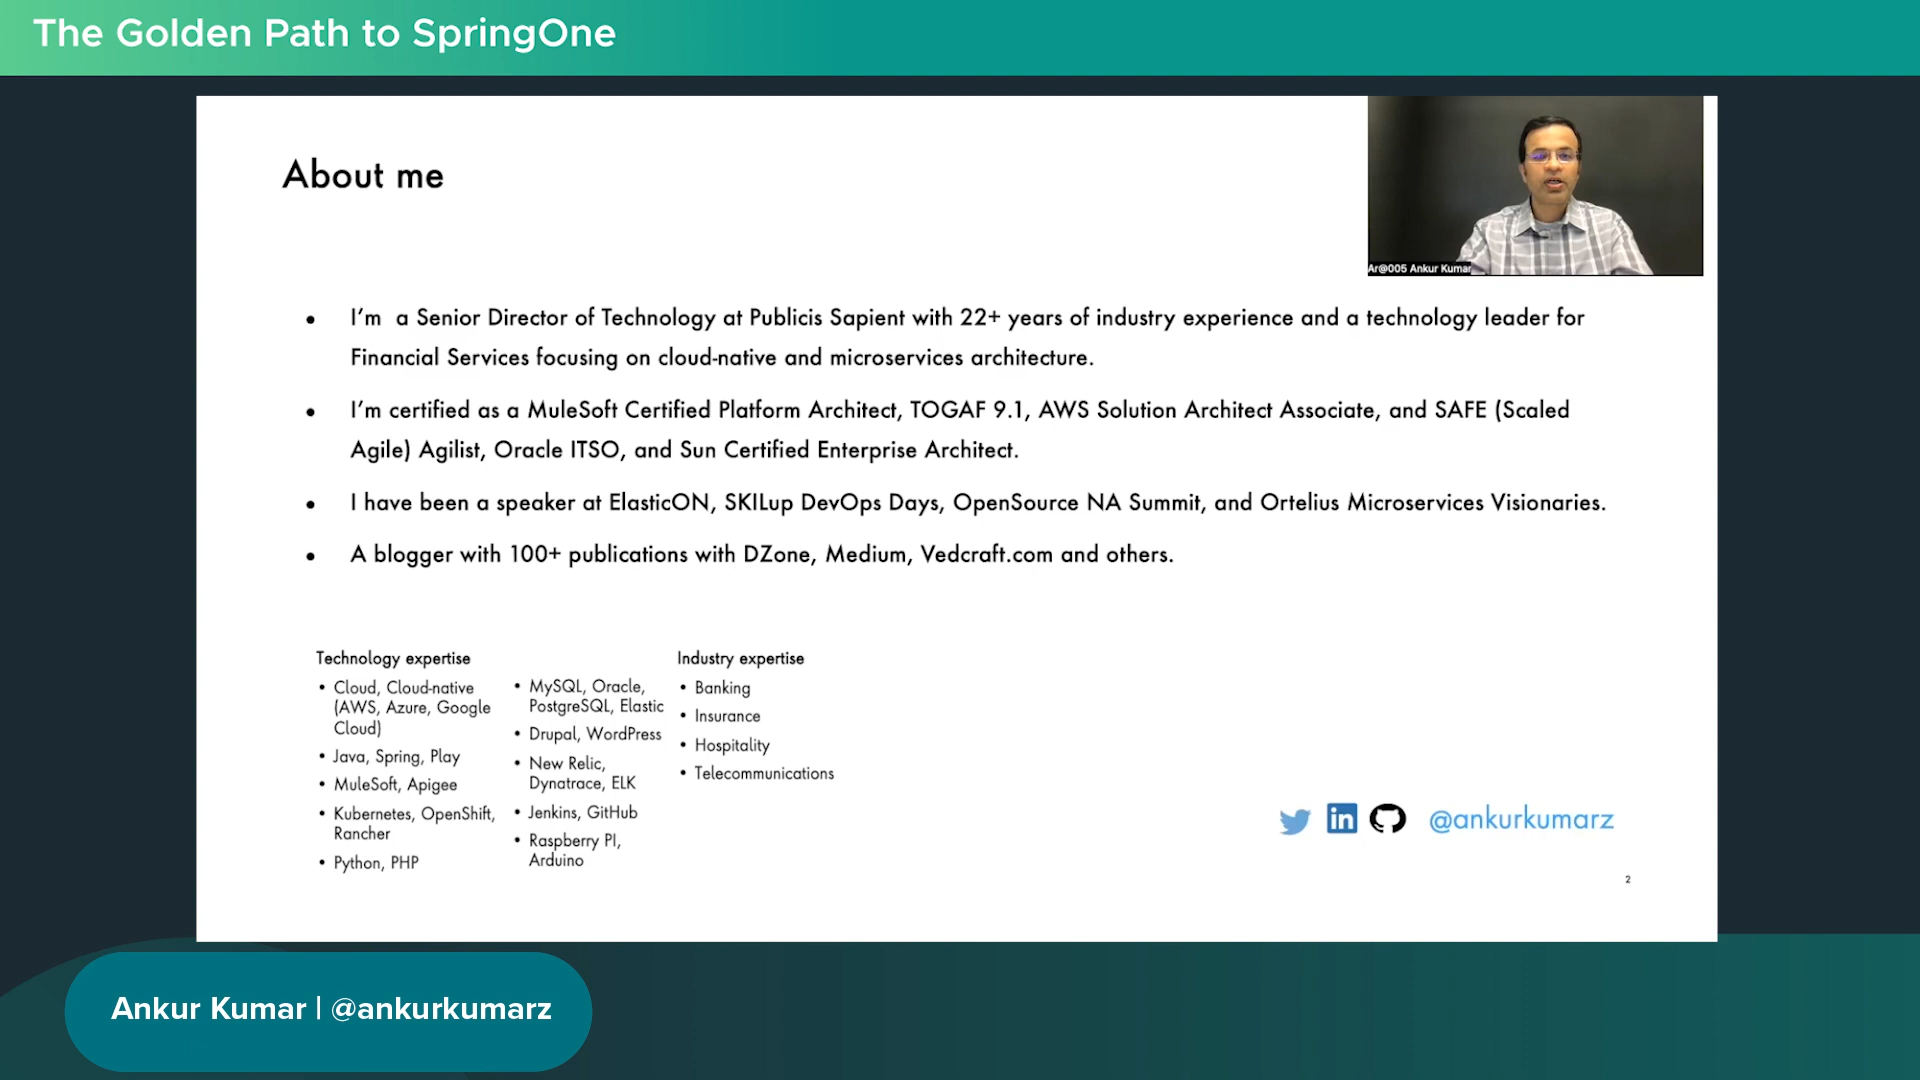 The Golden Path to SpringOne
About me
Ar@005 Ankur Kumar
• I’m a Senior Director of Technology at Publicis Sapient with 22+ years of industry experience and a technology leader for
Financial Services focusing on cloud-native and microservices architecture.
• I’m certified as a MuleSoft Certified Platform Architect, TOGAF 9.1, AWS Solution Architect Associate, and SAFE (Scaled
Agile) Agilist, Oracle ITSO, and Sun Certified Enterprise Architect.
• I have been a speaker at ElasticON, SKILup DevOps Days, OpenSource NA Summit, and Ortelius Microservices Visionaries.
• A blogger with 100+ publications with DZone, Medium, Vedcraft.com and others.
Technology expertise
• Cloud, Cloud-native
(AWS, Azure, Google
Cloud)
• Java, Spring, Play
• MuleSoft, Apigee
• Kubernetes, OpenShift,
Rancher
• Python, PHP
• MySQL, Oracle,
PostgreSQL, Elastic
• Drupal, WordPress
• New Relic,
Dynatrace, ELK
• Jenkins, GitHub
• Raspberry PI,
Arduino
Industry expertise
• Banking
• Insurance
• Hospitality
• Telecommunications
in
@ankurkumarz
2
Ankur Kumar | @ankurkumarz